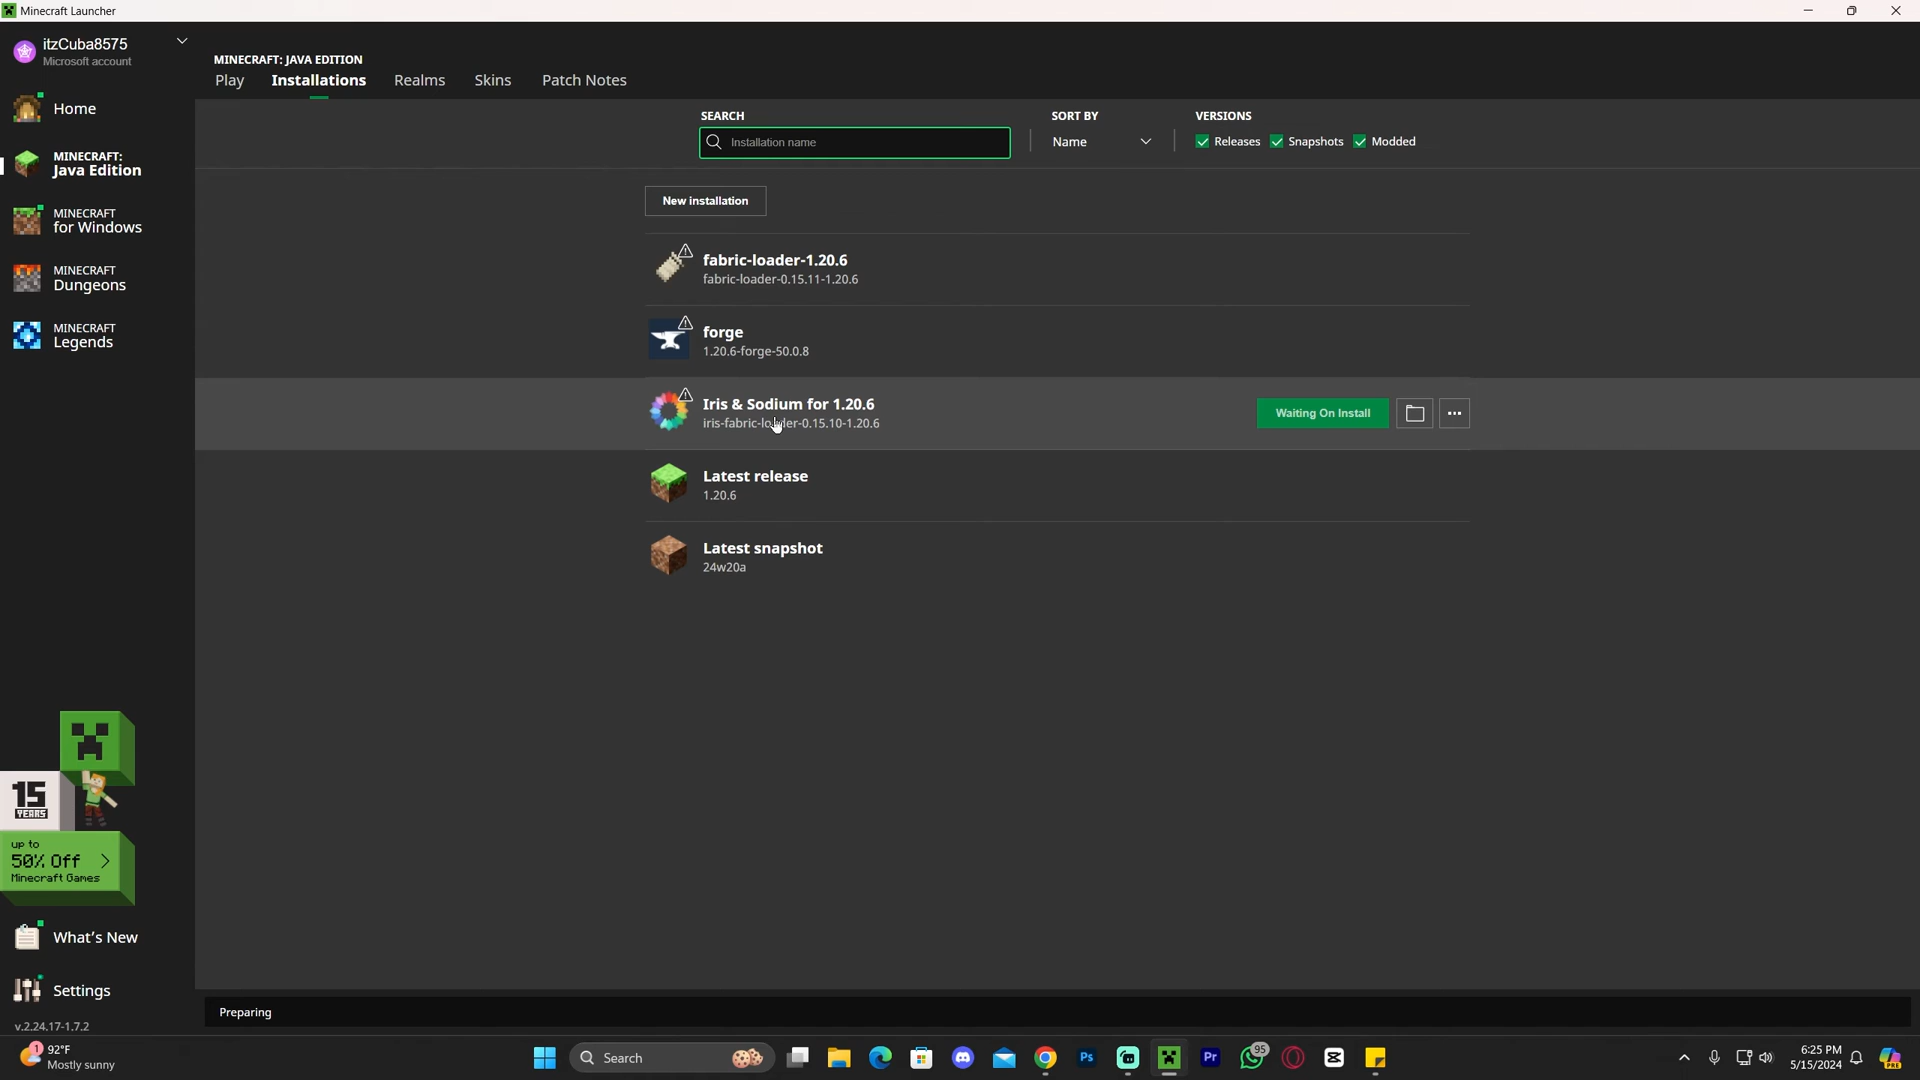 Minecraft Launcher
itzCuba8575
Microsoft account
MINECRAFT: JAVA EDITION
Play
Installations
Realms
Skins
Patch Notes
Home
MINECRAFT:
Java Edition
MINECRAFT
for Windows
MINECRAFT
Dungeons
MINECRAFT
Legends
SEARCH
Installation name
SORT BY
Name
VERSIONS
Releases
Snapshots
Modded
New installation
fabric-loader-1.20.6
fabric-loader-0.15.11-1.20.6
forge
1.20.6-forge-50.0.8
Iris & Sodium for 1.20.6
iris-fabric-loader-0.15.10-1.20.6
Waiting On Install
Latest release
1.20.6
Latest snapshot
24w20a
15
YEARS
up to
50% Off
Minecraft Games
What's New
Settings
v.2.24.17-1.7.2
Preparing
1
92°F
Mostly sunny
Search
Ps
Pr
95
6:25 PM
5/15/2024
PRE